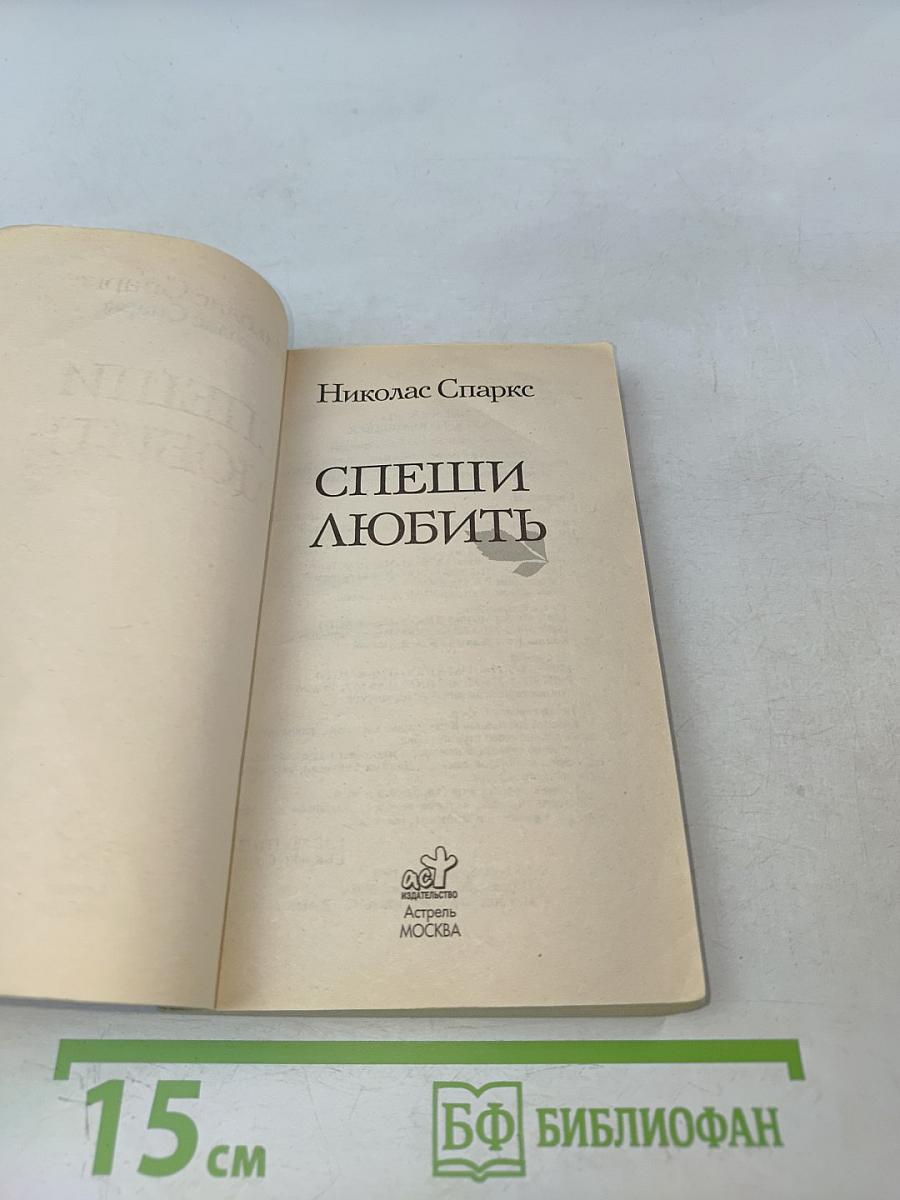 Николас Спаркс
СПЕШИ
ЛЮБИТЬ
аст
ИЗДАТЕЛЬСТВО
Астрель
МОСКВА
15 см
БФ БИБЛИОФАН